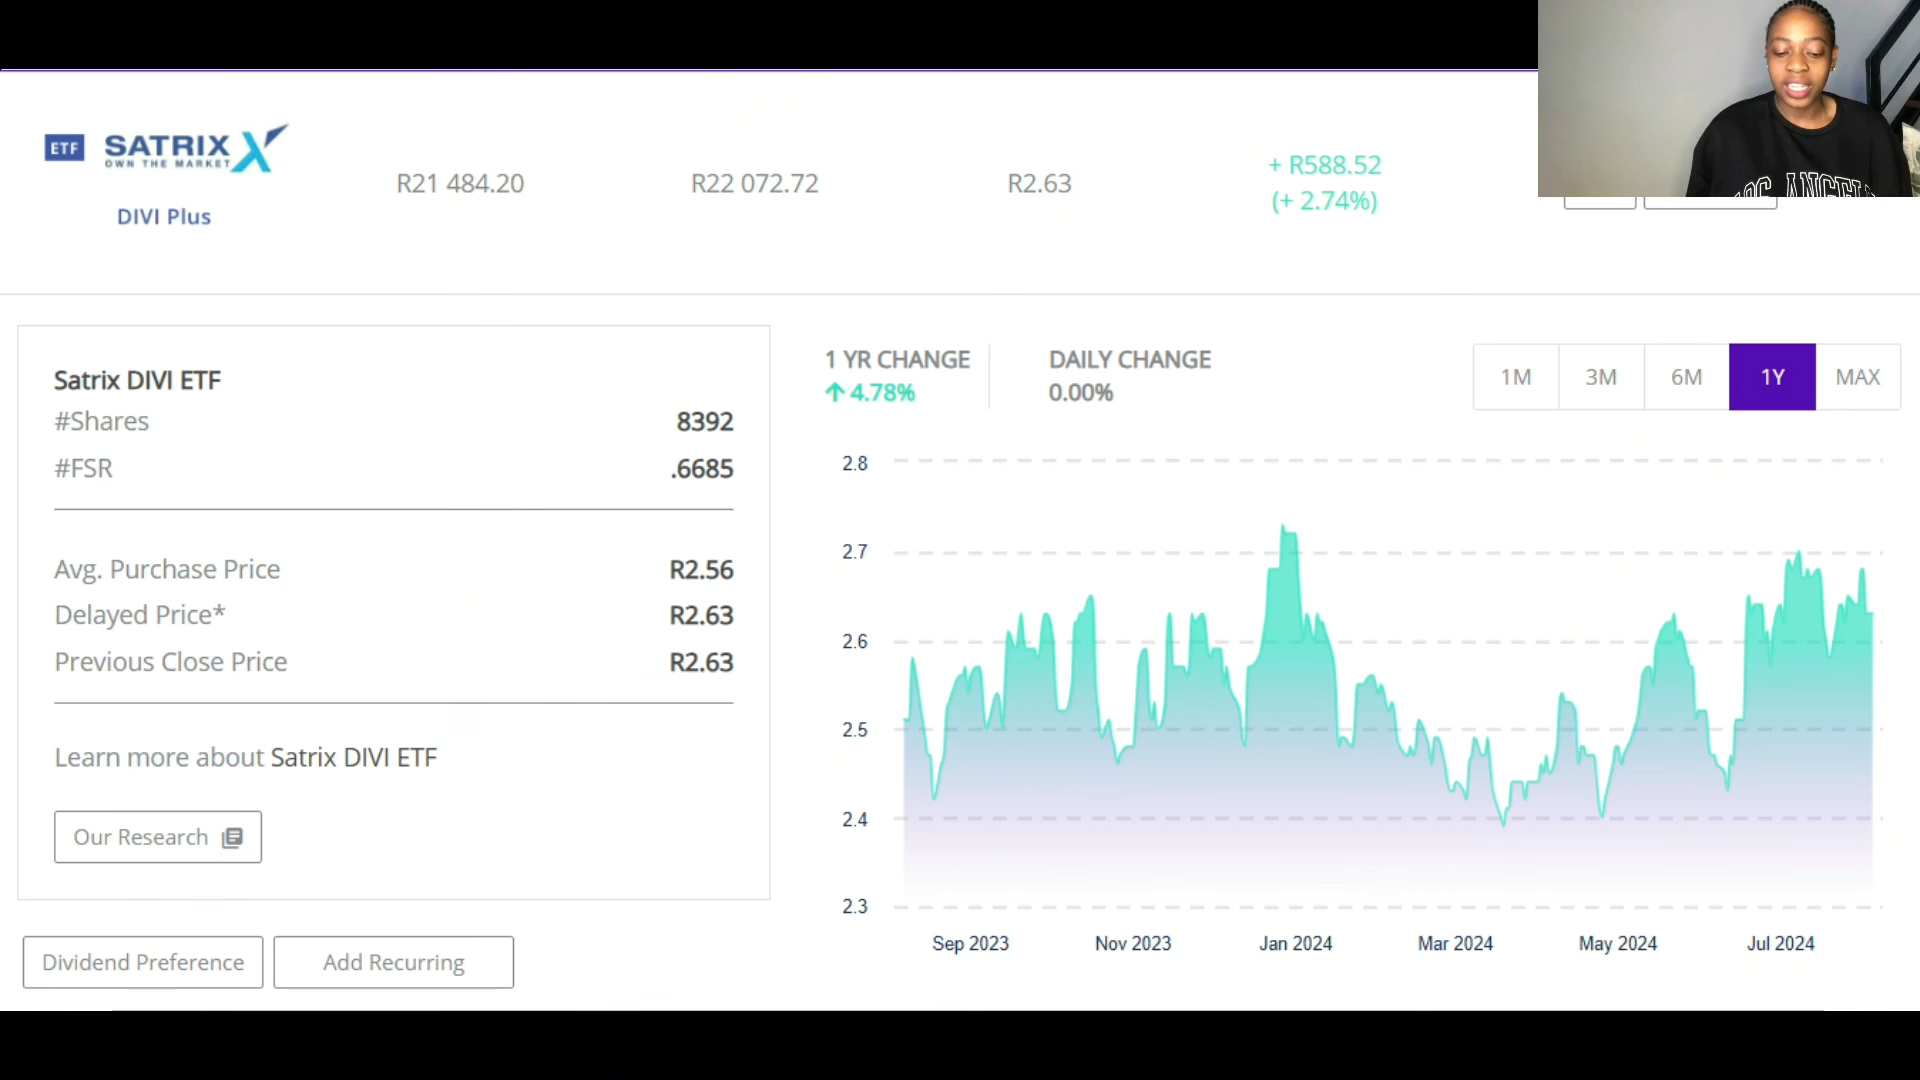 ETF
SATRIX
OWN THE MARKET
DIVI Plus
R21 484.20
R22 072.72
R2.63
+ R588.52
(+ 2.74%)
Satrix DIVI ETF
#Shares 8392
#FSR .6685
Avg. Purchase Price R2.56
Delayed Price* R2.63
Previous Close Price R2.63
Learn more about Satrix DIVI ETF
Our Research
Dividend Preference
Add Recurring
1 YR CHANGE
4.78%
DAILY CHANGE
0.00%
1M 3M 6M 1Y MAX
2.8
2.7
2.6
2.5
2.4
2.3
Sep 2023 Nov 2023 Jan 2024 Mar 2024 May 2024 Jul 2024